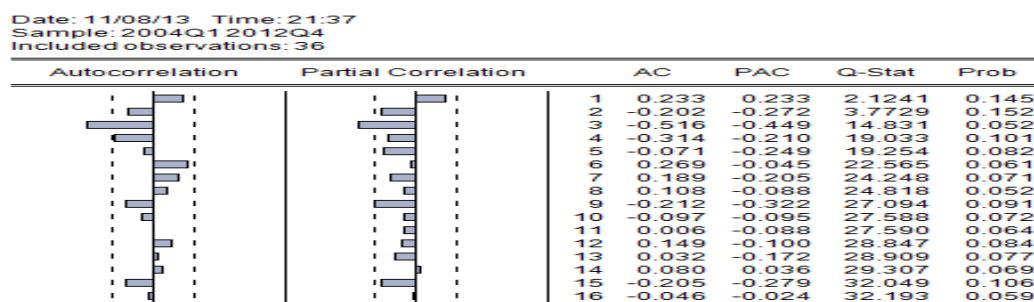 Date: 11/08/13 Time: 21:37
Sample: 2004Q1 2012Q4
Included observations: 36
Autocorrelation Partial Correlation AC PAC Q-Stat Prob
1 0.233 0.233 2.1241 0.145
2 -0.202 -0.272 3.7729 0.152
3 -0.516 -0.449 14.831 0.052
4 -0.314 -0.210 19.033 0.101
5 -0.071 -0.249 19.254 0.082
6 0.269 -0.045 22.565 0.061
7 0.189 -0.205 24.248 0.071
8 0.108 -0.088 24.818 0.052
9 -0.212 -0.322 27.094 0.091
10 -0.097 -0.095 27.588 0.072
11 0.006 -0.088 27.590 0.064
12 0.149 -0.100 28.847 0.084
13 0.032 -0.172 28.909 0.077
14 0.080 0.036 29.307 0.069
15 -0.205 -0.279 32.049 0.106
16 -0.046 -0.024 32.193 0.059